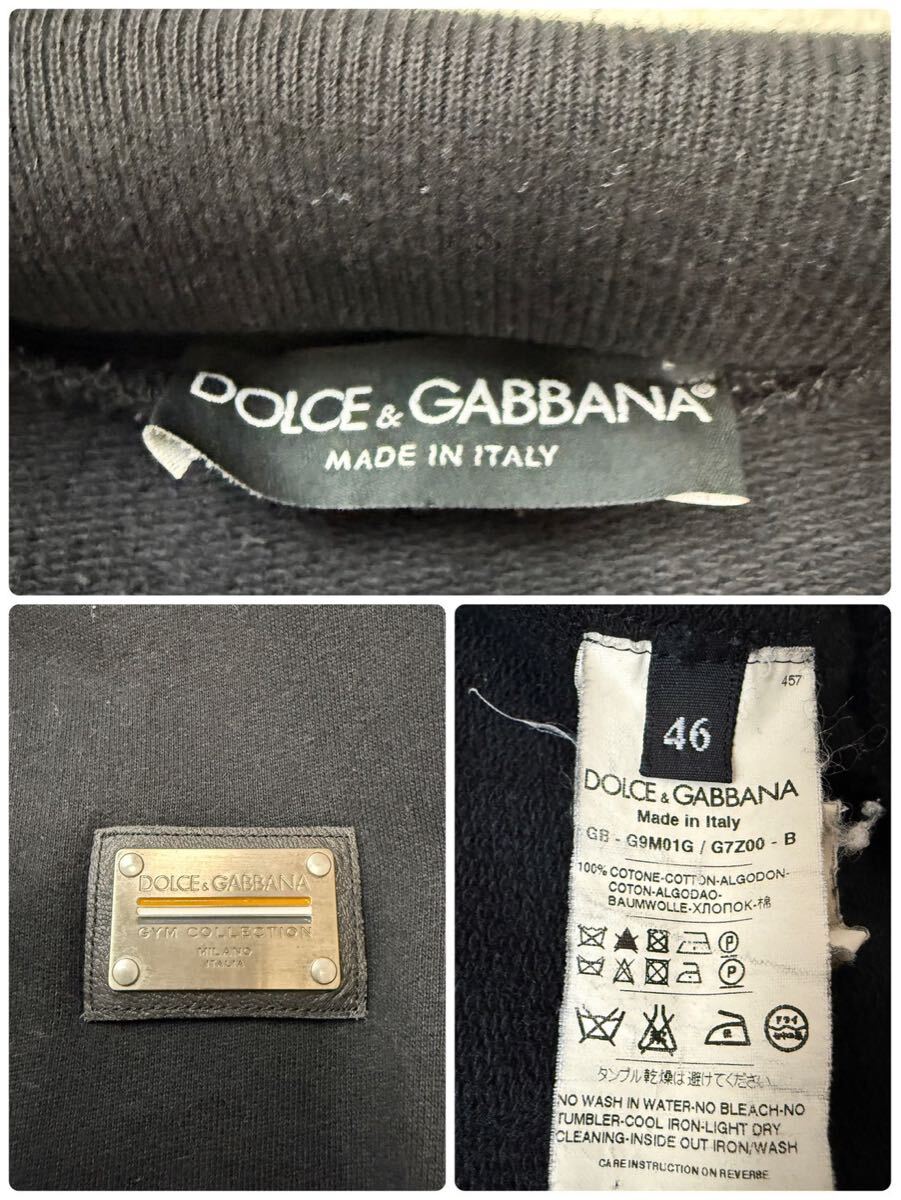 DOLCE & GABBANA®
MADE IN ITALY
DOLCE & GABBANA
GYM COLLECTION
MILANO
ITALIA
457
46
DOLCE & GABBANA
Made in Italy
GB - G9M01G / G7Z00 - B
100% COTONE-COTTON-ALGODON-
COTON-ALGODAO-
BAUMWOLLE-ХЛОПОК-棉
P
P
ドライ
タンブル乾燥は避けてください
NO WASH IN WATER-NO BLEACH-NO
TUMBLER-COOL IRON-LIGHT DRY
CLEANING-INSIDE OUT IRON/WASH
CARE INSTRUCTION ON REVERSE